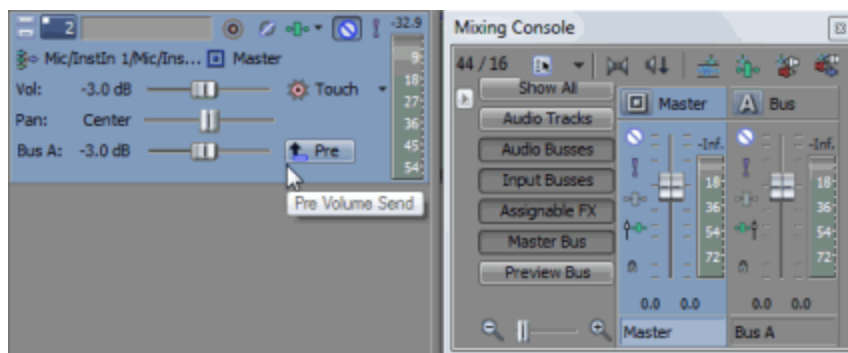 2
-32.9
Mic/InstIn 1/Mic/Ins... Master
9
Vol: -3.0 dB Touch
18
27
Pan: Center
36
Bus A: -3.0 dB Pre
45
54
Pre Volume Send
Mixing Console
44 / 16
Show All
Audio Tracks
Audio Busses
Input Busses
Assignable FX
Master Bus
Preview Bus
Master
-Inf.
18
36
54
72
0.0 0.0
Master
A Bus
-Inf.
18
36
54
72
0.0 0.0
Bus A